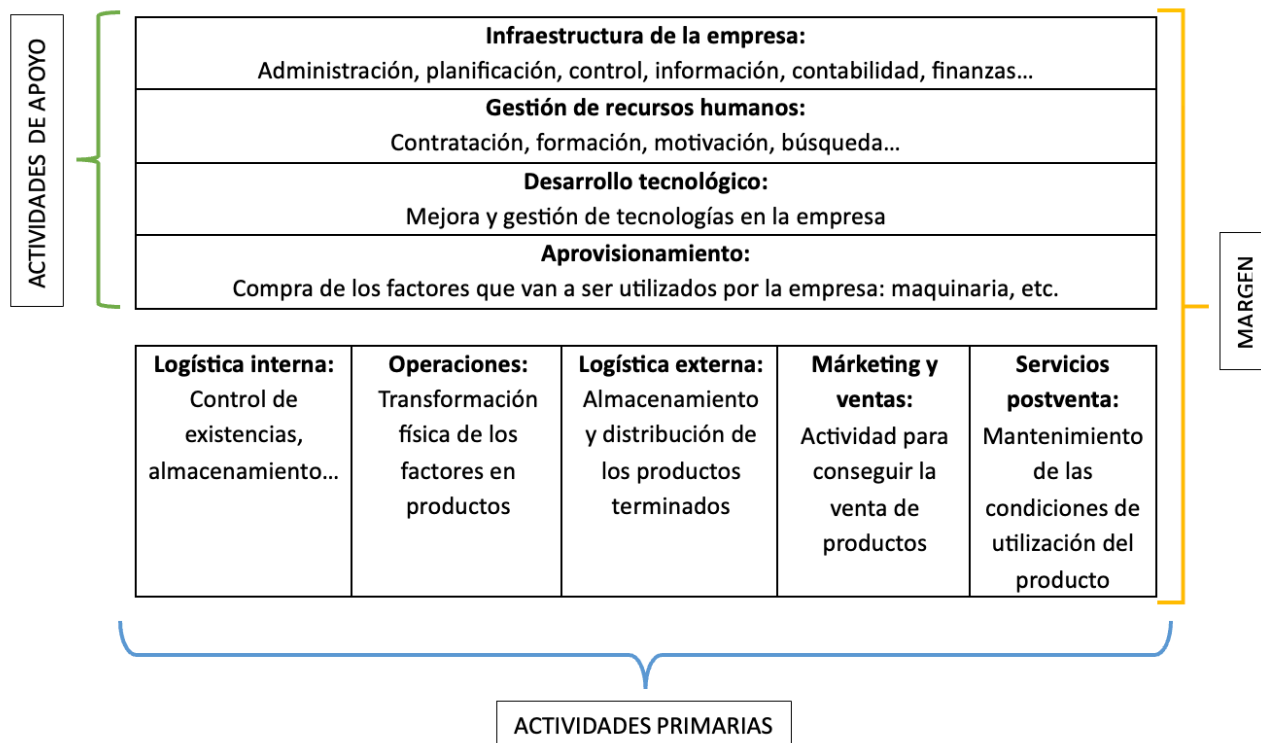 ACTIVIDADES DE APOYO
Infraestructura de la empresa:
Administración, planificación, control, información, contabilidad, finanzas…
Gestión de recursos humanos:
Contratación, formación, motivación, búsqueda…
Desarrollo tecnológico:
Mejora y gestión de tecnologías en la empresa
Aprovisionamiento:
Compra de los factores que van a ser utilizados por la empresa: maquinaria, etc.
MARGEN
Logística interna:
Control de
existencias,
almacenamiento…
Operaciones:
Transformación
física de los
factores en
productos
Logística externa:
Almacenamiento
y distribución de
los productos
terminados
Márketing y
ventas:
Actividad para
conseguir la
venta de
productos
Servicios
postventa:
Mantenimiento
de las
condiciones de
utilización del
producto
ACTIVIDADES PRIMARIAS